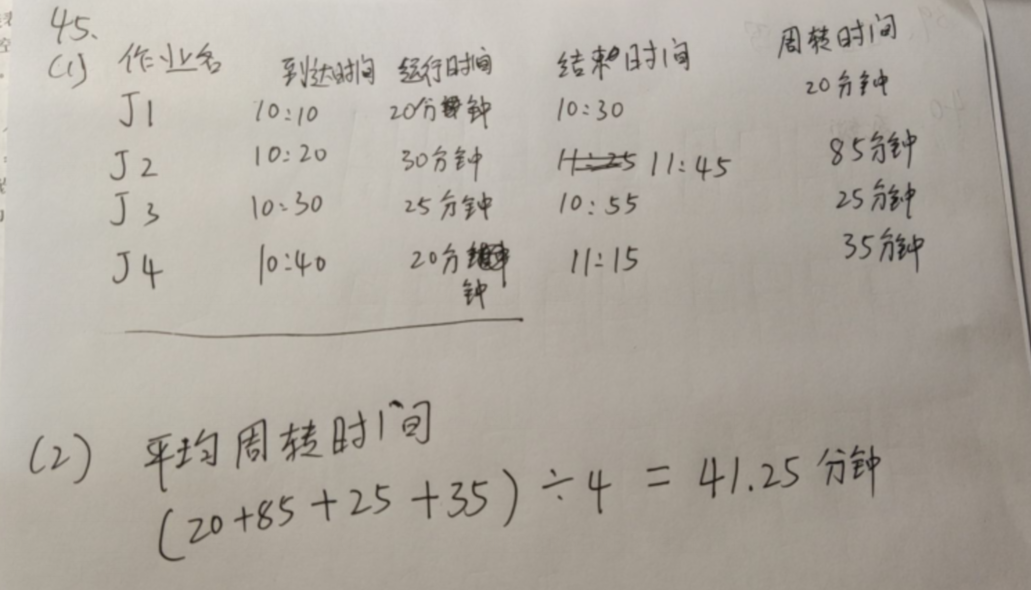 45、
(1) 作业名 到达时间 运行时间 结束时间 周转时间
J1 10:10 20分钟 10:30 20分钟
J2 10:20 30分钟 11:25 11:45 85分钟
J3 10:30 25分钟 10:55 25分钟
J4 10:40 20分钟 11:15 35分钟
(2) 平均周转时间
(20+85+25+35)÷4=41.25分钟